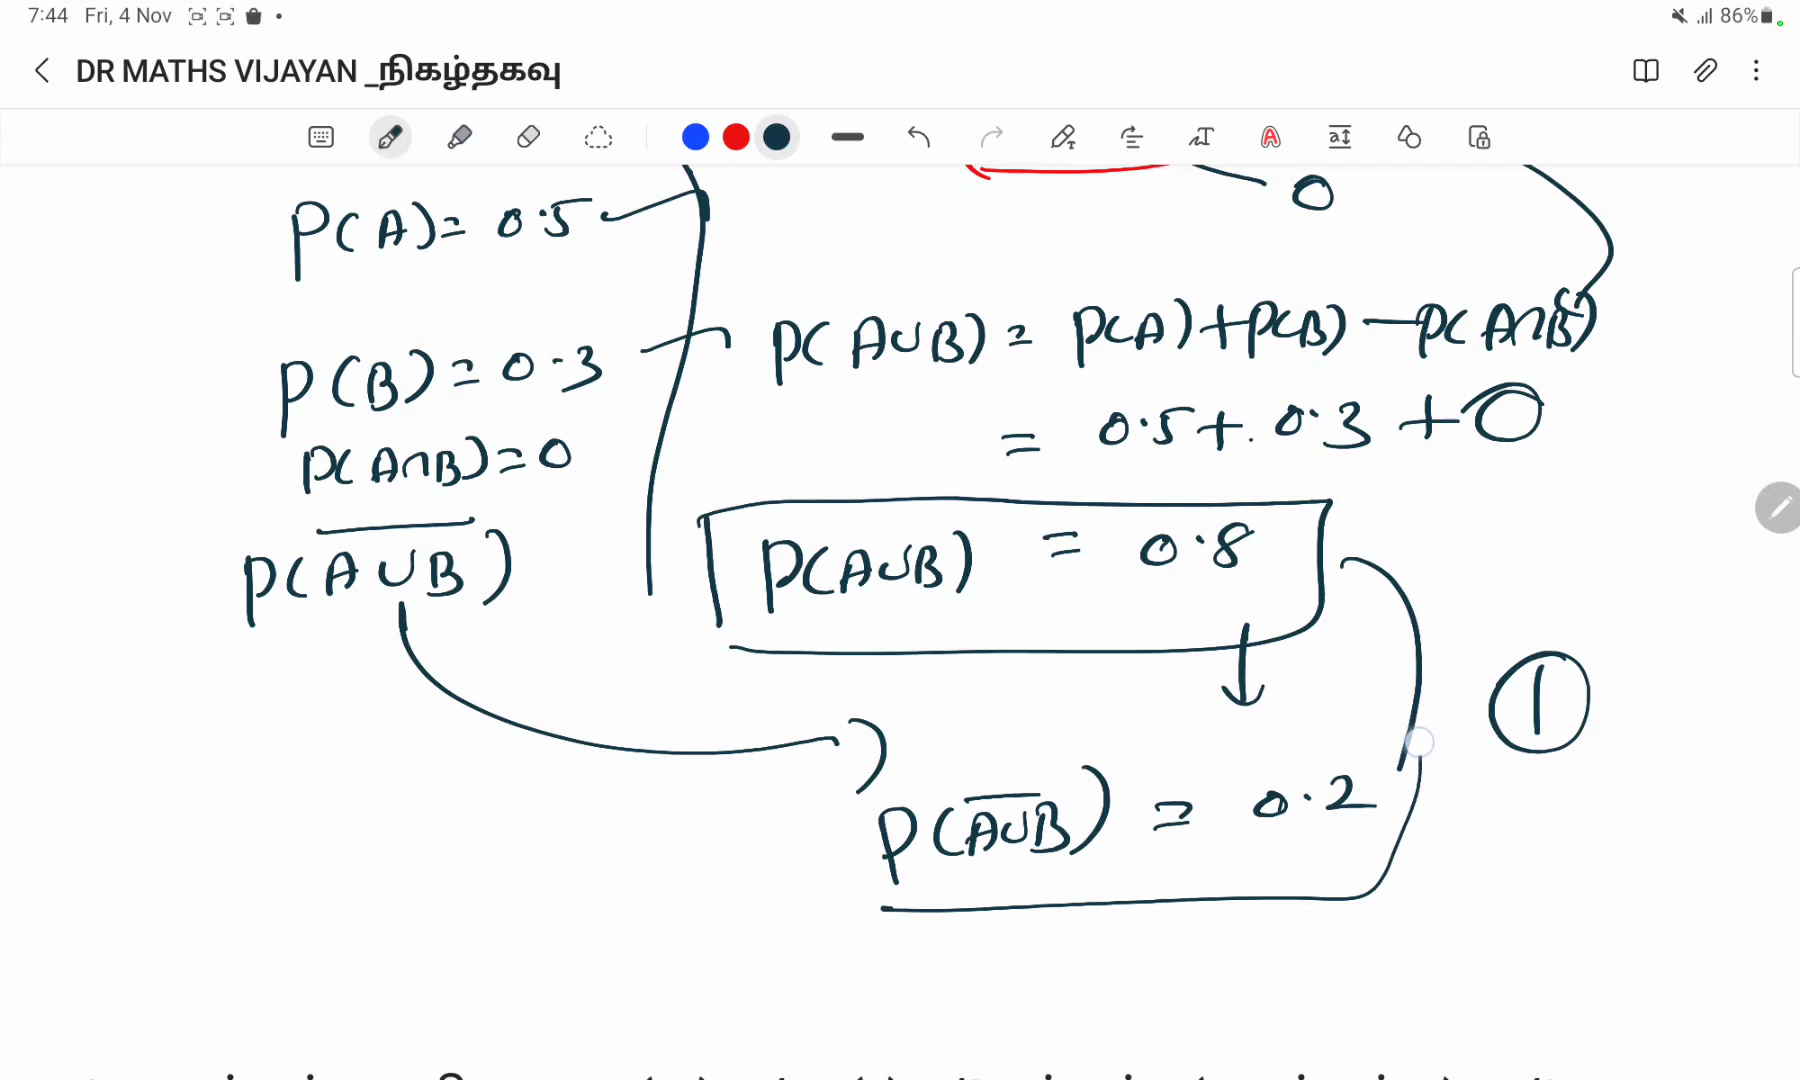 7:44 Fri, 4 Nov
86%
DR MATHS VIJAYAN _நிகழ்தகவு
0
P(A) = 0.5
P(A∪B) = P(A)+P(B) - P(A∩B)
P(B) = 0.3
= 0.5 + 0.3 + 0
P(A∩B) = 0
P(A∪B) = 0.8
P(A̅∪̅B̅)
1
P(A̅∪̅B̅) = 0.2